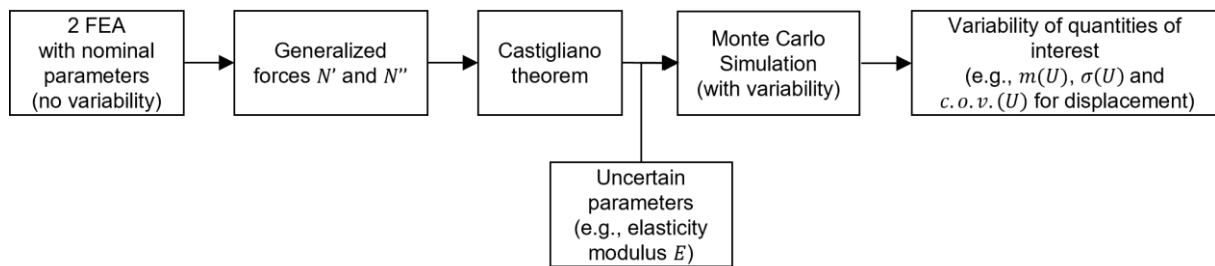 2 FEA
with nominal
parameters
(no variability)
Generalized
forces N′ and N″
Castigliano
theorem
Monte Carlo
Simulation
(with variability)
Variability of quantities of
interest
(e.g., m(U), σ(U) and
c.o.v.(U) for displacement)
Uncertain
parameters
(e.g., elasticity
modulus E)